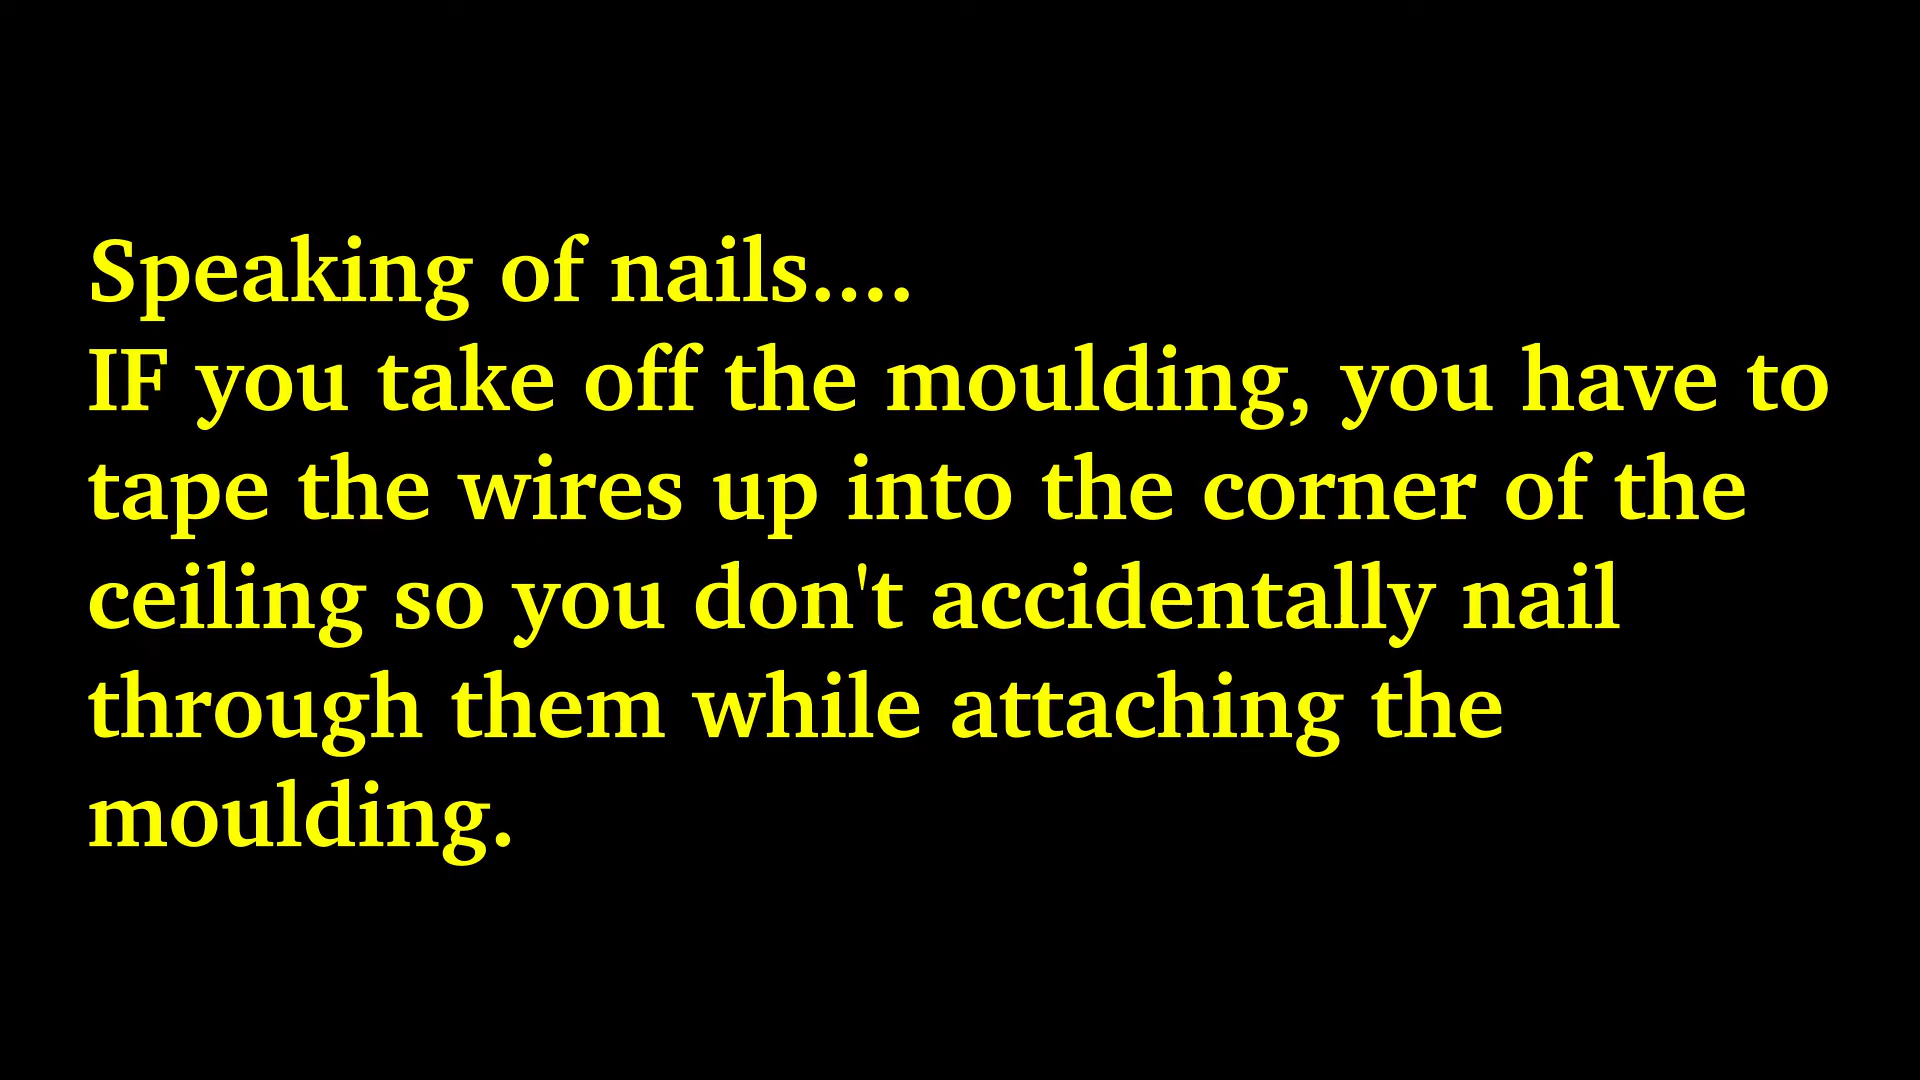 Speaking of nails....
IF you take off the moulding, you have to
tape the wires up into the corner of the
ceiling so you don't accidentally nail
through them while attaching the
moulding.